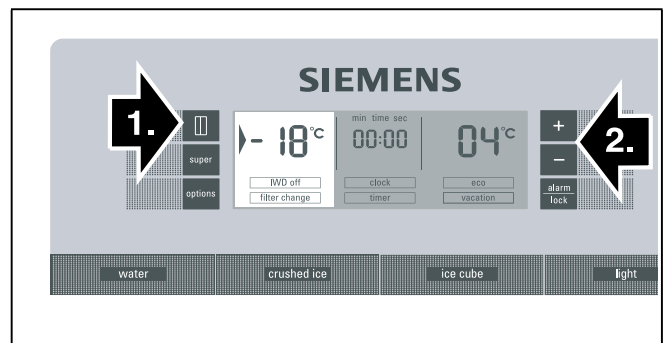 SIEMENS
1.
min time sec
+
2.
- 18°C
00:00
04°C
super
−
IWD off
clock
eco
options
filter change
timer
vacation
alarm
lock
water
crushed ice
ice cube
light